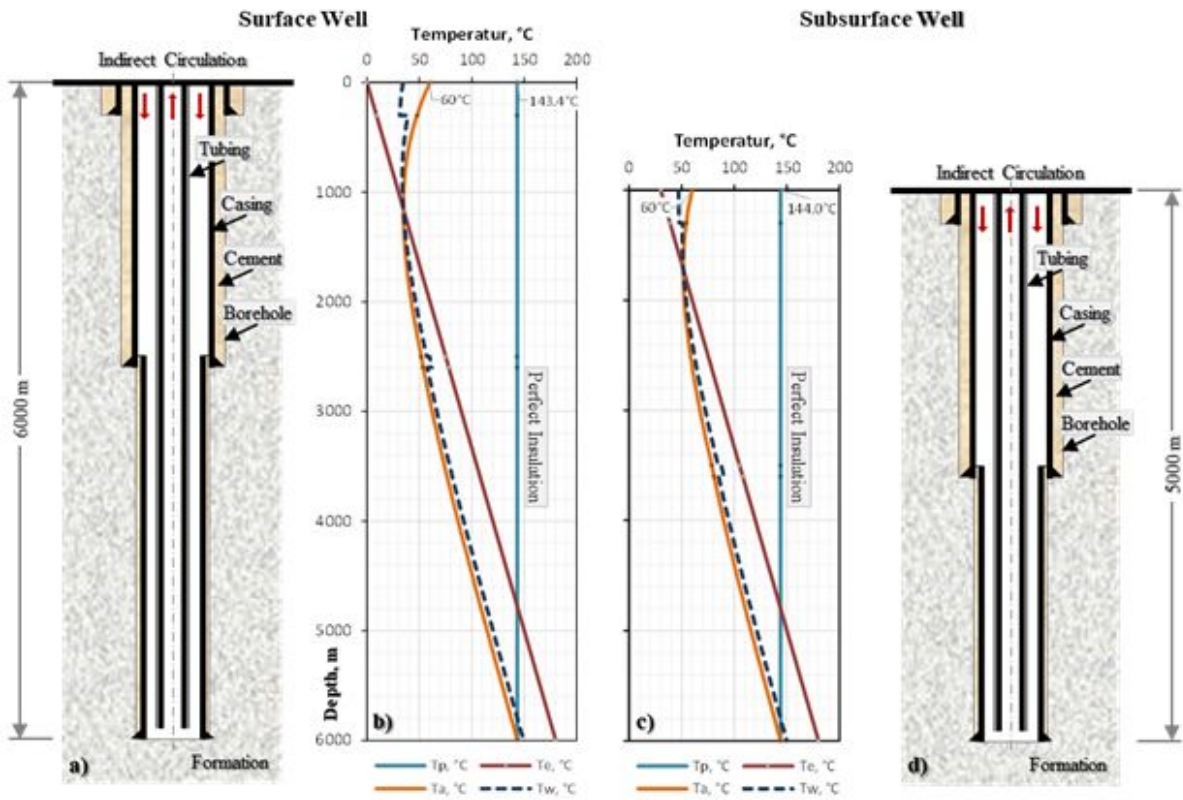 Surface Well
Subsurface Well
Indirect Circulation
Tubing
Casing
Cement
Borehole
6000 m
a)
Formation
Temperatur, °C
0 50 100 150 200
0
1000
2000
3000
4000
5000
6000
Depth, m
60°C
143.4°C
Perfect Insulation
b)
Tp, °C
Te, °C
Ta, °C
Tw, °C
Temperatur, °C
0 50 100 150 200
60°C
144.0°C
Perfect Insulation
c)
Tp, °C
Te, °C
Ta, °C
Tw, °C
Indirect Circulation
Tubing
Casing
Cement
Borehole
5000 m
d)
Formation